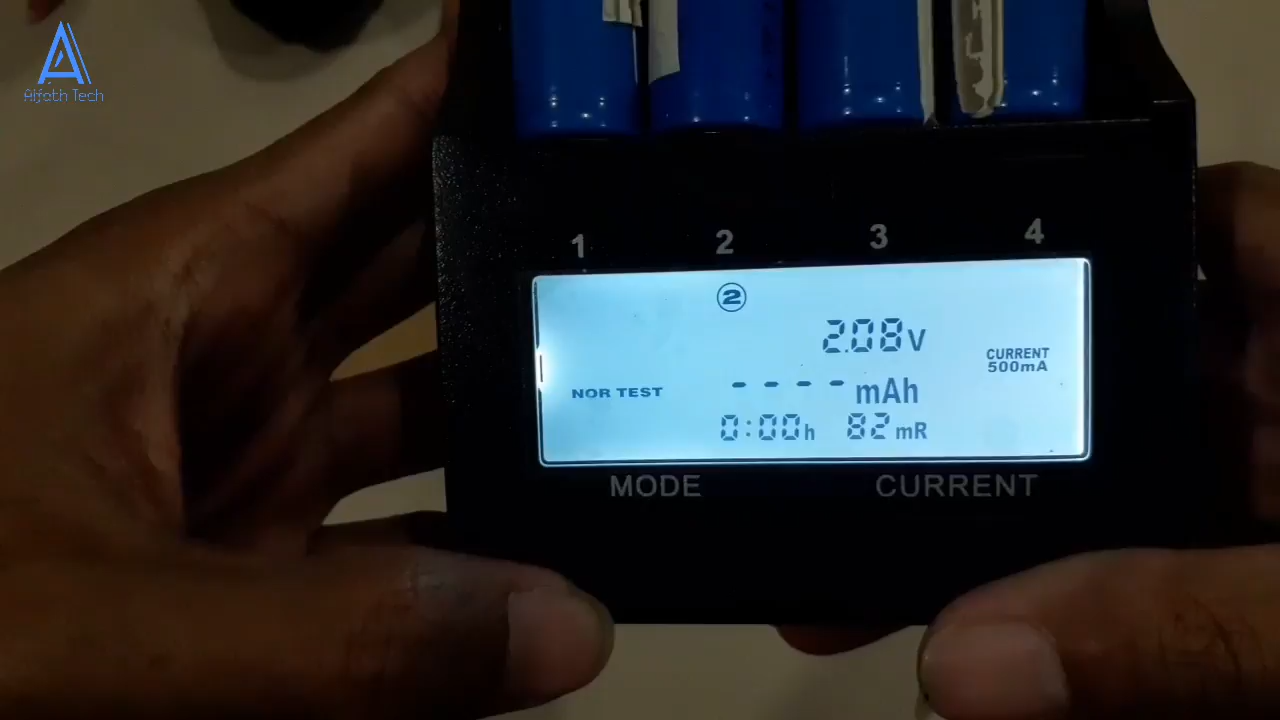 Alfath Tech
1 2 3 4
2
2.08V
CURRENT
500mA
NOR TEST
---- mAh
0:00h 82mR
MODE CURRENT